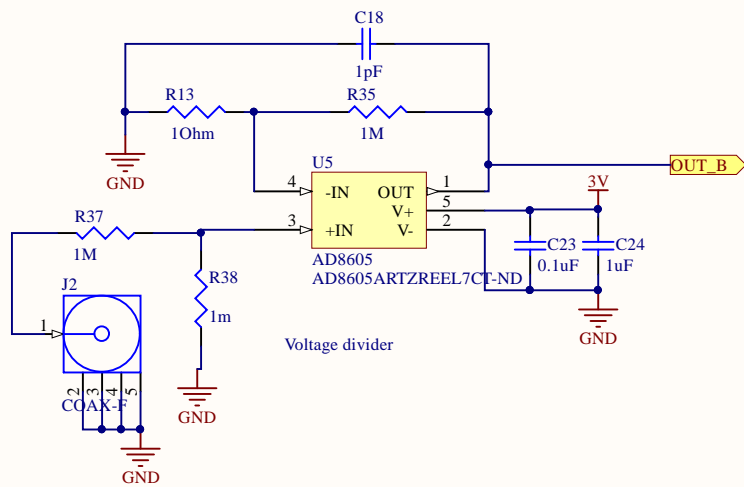 C18
1pF
R13
1Ohm
R35
1M
GND
U5
4
-IN
OUT
1
V+
5
3
+IN
V-
2
AD8605
AD8605ARTZREEL7CT-ND
OUT_B
3V
C23
0.1uF
C24
1uF
GND
R37
1M
R38
1m
J2
1
2
3
4
5
COAX-F
GND
GND
Voltage divider